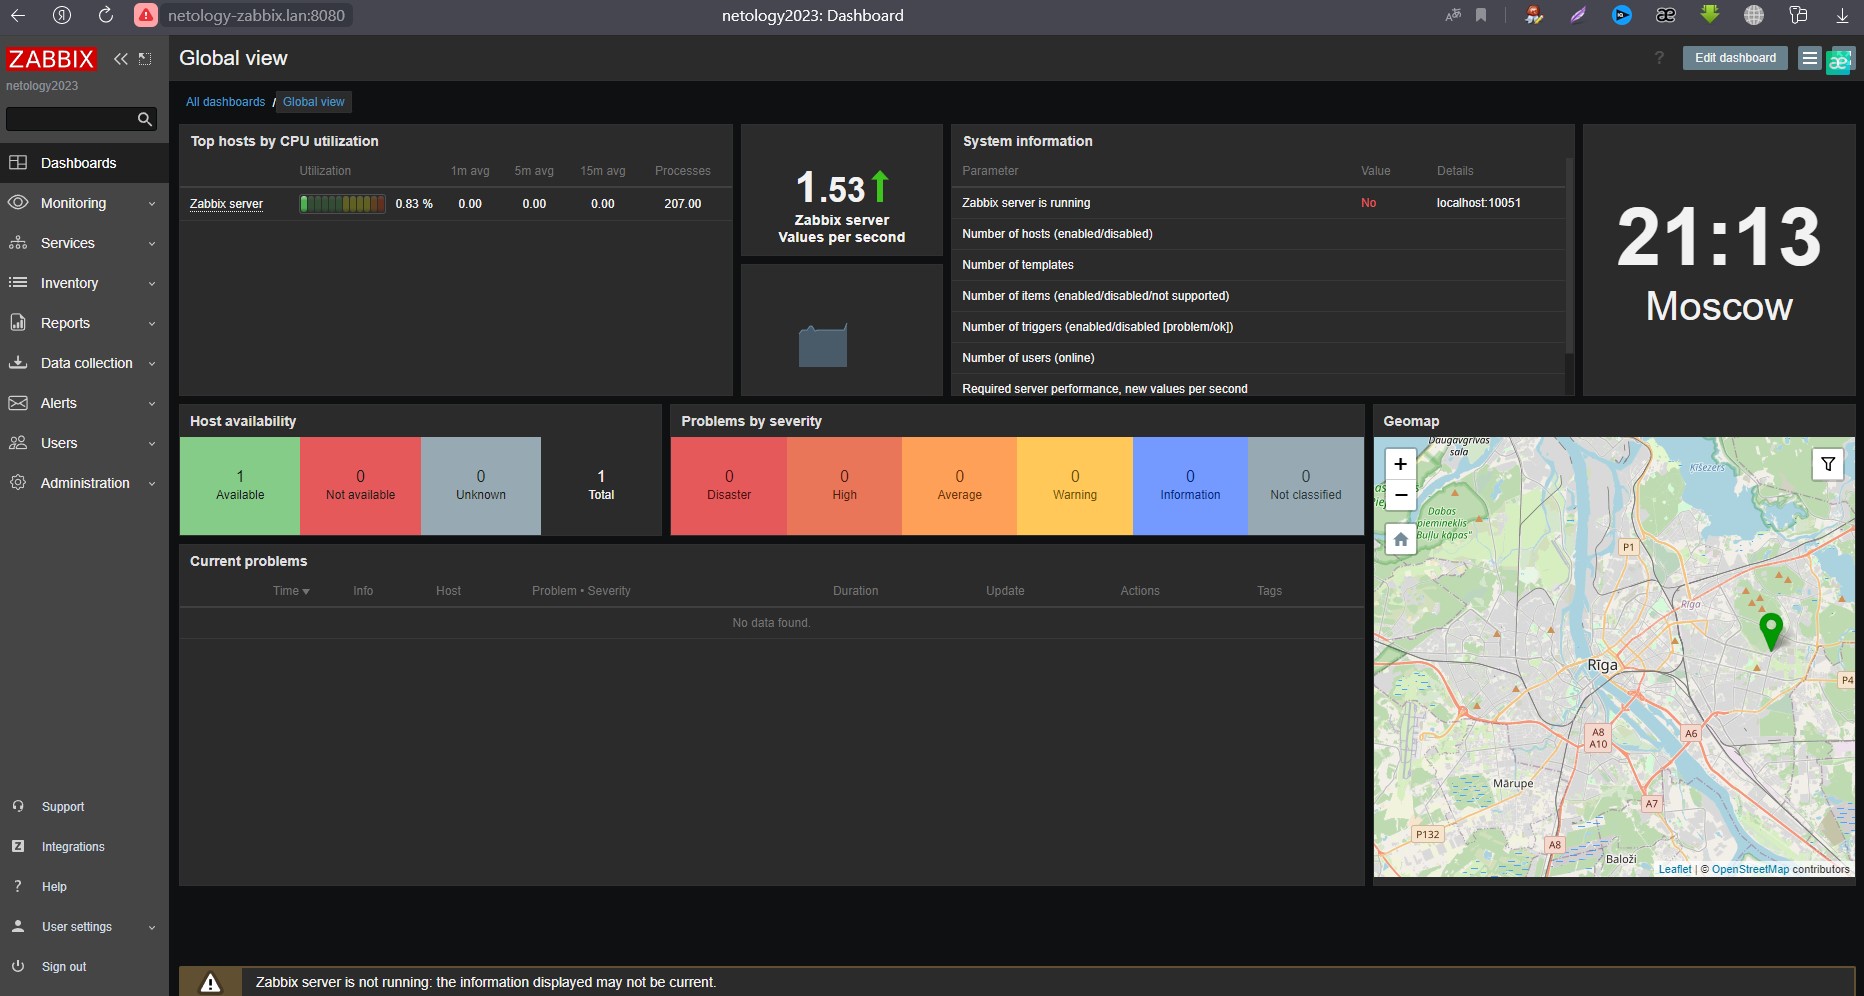 netology-zabbix.lan:8080
netology2023: Dashboard
ZABBIX
netology2023
Dashboards
Monitoring
Services
Inventory
Reports
Data collection
Alerts
Users
Administration
Support
Integrations
? Help
User settings
Sign out
Global view
? Edit dashboard
All dashboards / Global view
Top hosts by CPU utilization
Utilization 1m avg 5m avg 15m avg Processes
Zabbix server 0.83 % 0.00 0.00 0.00 207.00
1.53
Zabbix server
Values per second
System information
Parameter Value Details
Zabbix server is running No localhost:10051
Number of hosts (enabled/disabled)
Number of templates
Number of items (enabled/disabled/not supported)
Number of triggers (enabled/disabled [problem/ok])
Number of users (online)
Required server performance, new values per second
21:13
Moscow
Host availability
1 0 0 1
Available Not available Unknown Total
Problems by severity
0 0 0 0 0 0
Disaster High Average Warning Information Not classified
Geomap
+
−
Daugavgrīvas
sala
Ķīšezers
Dabas
piemineklis
"Buļļu kāpas"
P1
Rīga
Rīga
P4
A8
A10
A6
Mārupe
A7
P132
A8
Baloži
Leaflet | © OpenStreetMap contributors
Current problems
Time Info Host Problem • Severity Duration Update Actions Tags
No data found.
Zabbix server is not running: the information displayed may not be current.